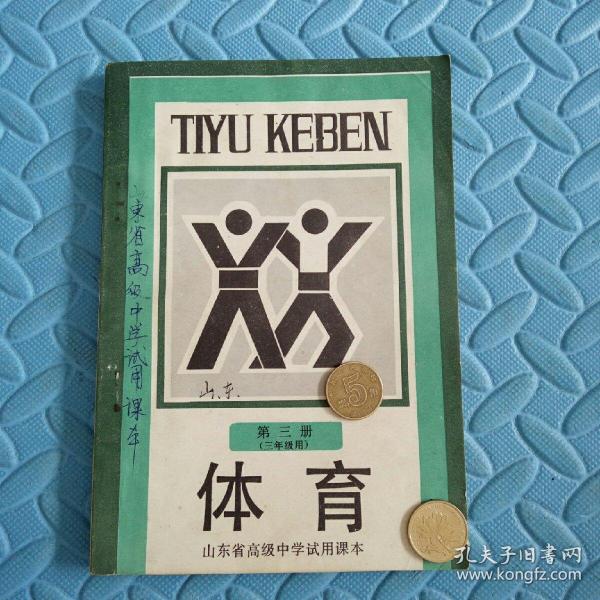 TIYU KEBEN
山东省高级中学试用课本
山东
5
第三册
(三年级用)
体育
山东省高级中学试用课本
孔夫子旧书网
www.kongfz.com